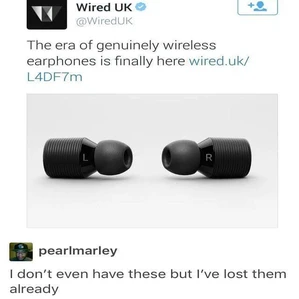 Wired UK
@WiredUK
The era of genuinely wireless
earphones is finally here wired.uk/
L4DF7m
L R
pearlmarley
I don't even have these but I've lost them
already